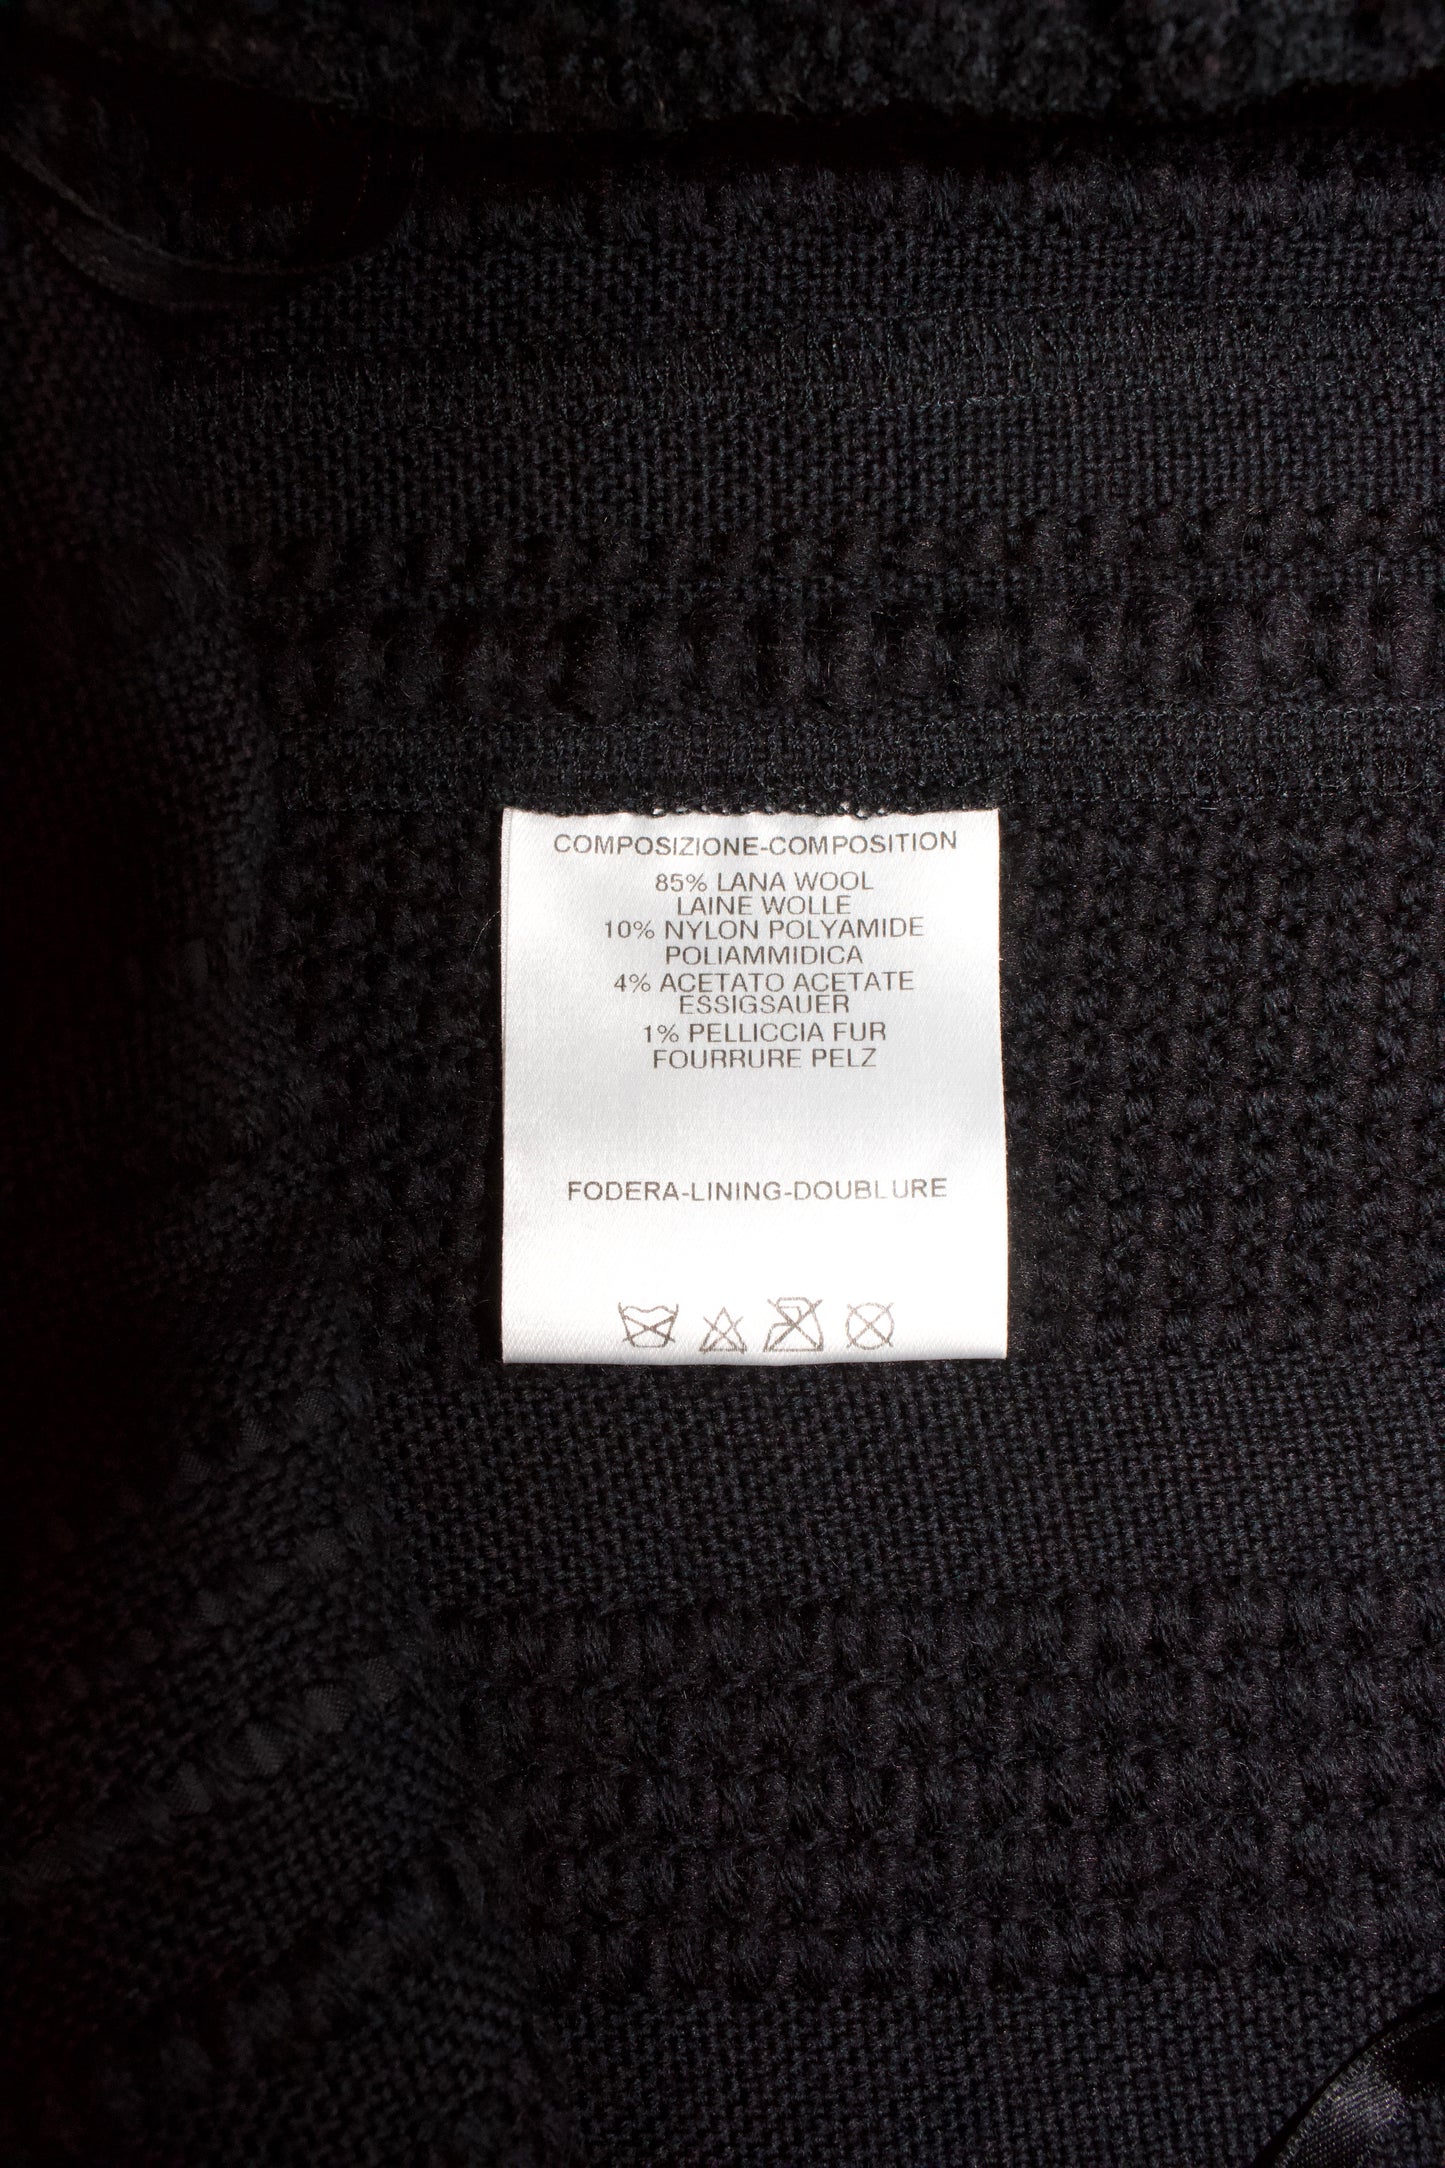 COMPOSIZIONE-COMPOSITION
85% LANA WOOL
LAINE WOLLE
10% NYLON POLYAMIDE
POLIAMMIDICA
4% ACETATO ACETATE
ESSIGSAUER
1% PELLICCIA FUR
FOURRURE PELZ
FODERA-LINING-DOUBLURE